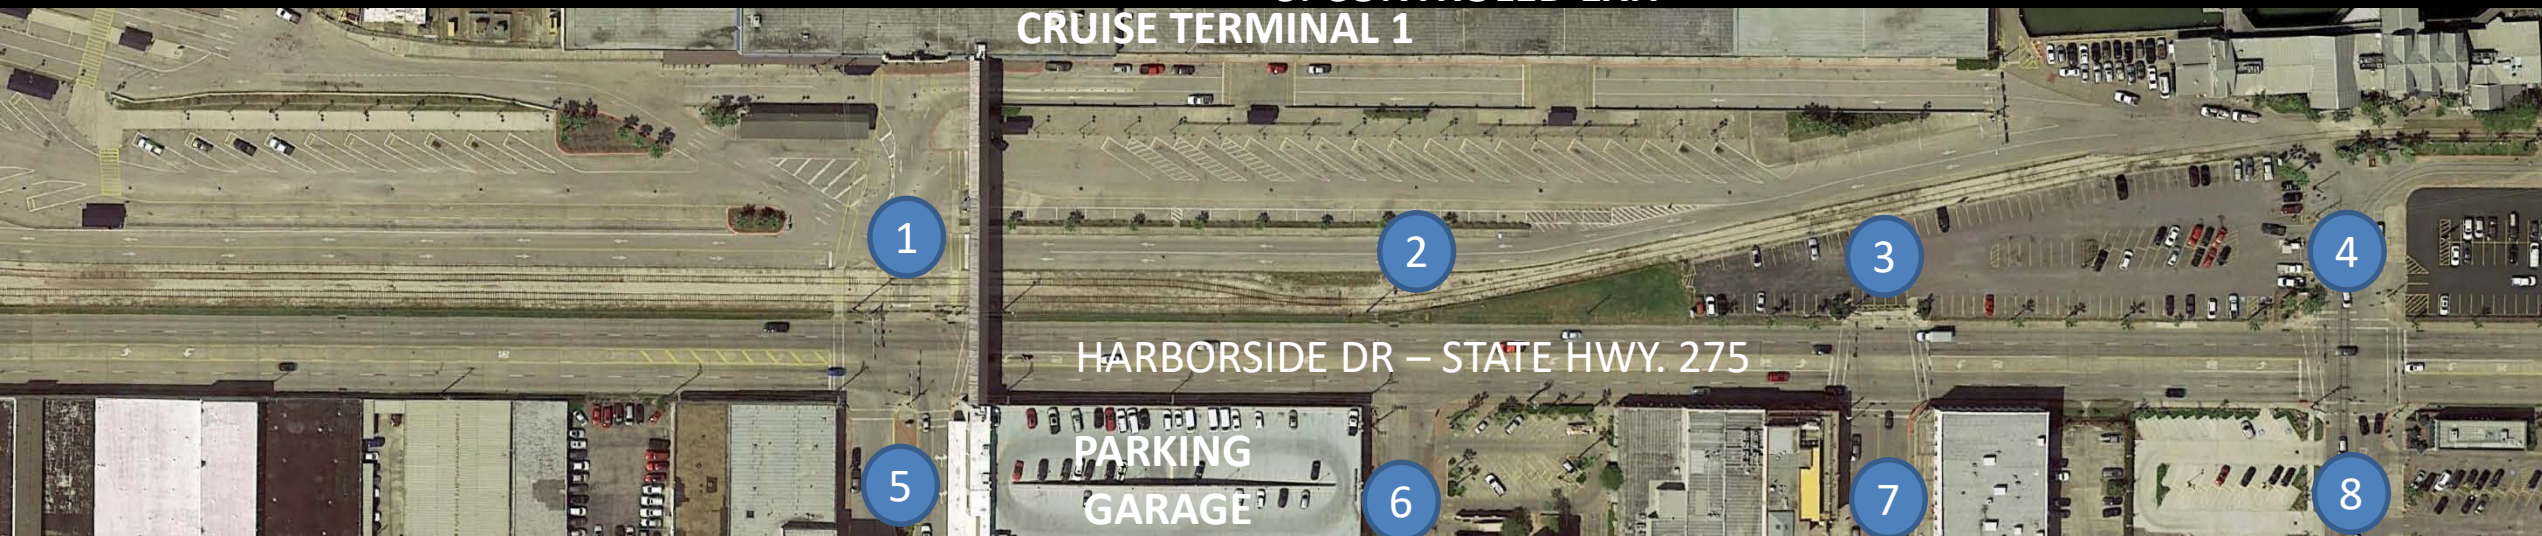 CRUISE TERMINAL 1
1
2
3
4
HARBORSIDE DR – STATE HWY. 275
PARKING
GARAGE
5
6
7
8